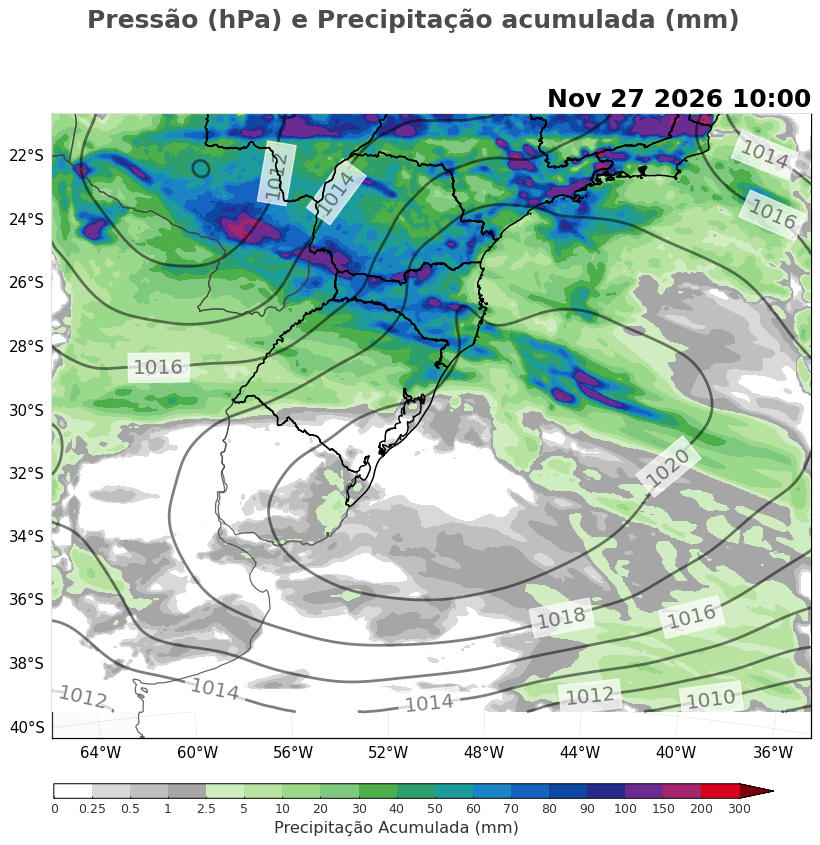 Pressão (hPa) e Precipitação acumulada (mm)
Nov 27 2026 10:00
1012
1014
1014
1016
1016
1020
1018
1016
1012
1014
1014
1012
1010
22°S
24°S
26°S
28°S
30°S
32°S
34°S
36°S
38°S
40°S
64°W 60°W 56°W 52°W 48°W 44°W 40°W 36°W
0 0.25 0.5 1 2.5 5 10 20 30 40 50 60 70 80 90 100 150 200 300
Precipitação Acumulada (mm)